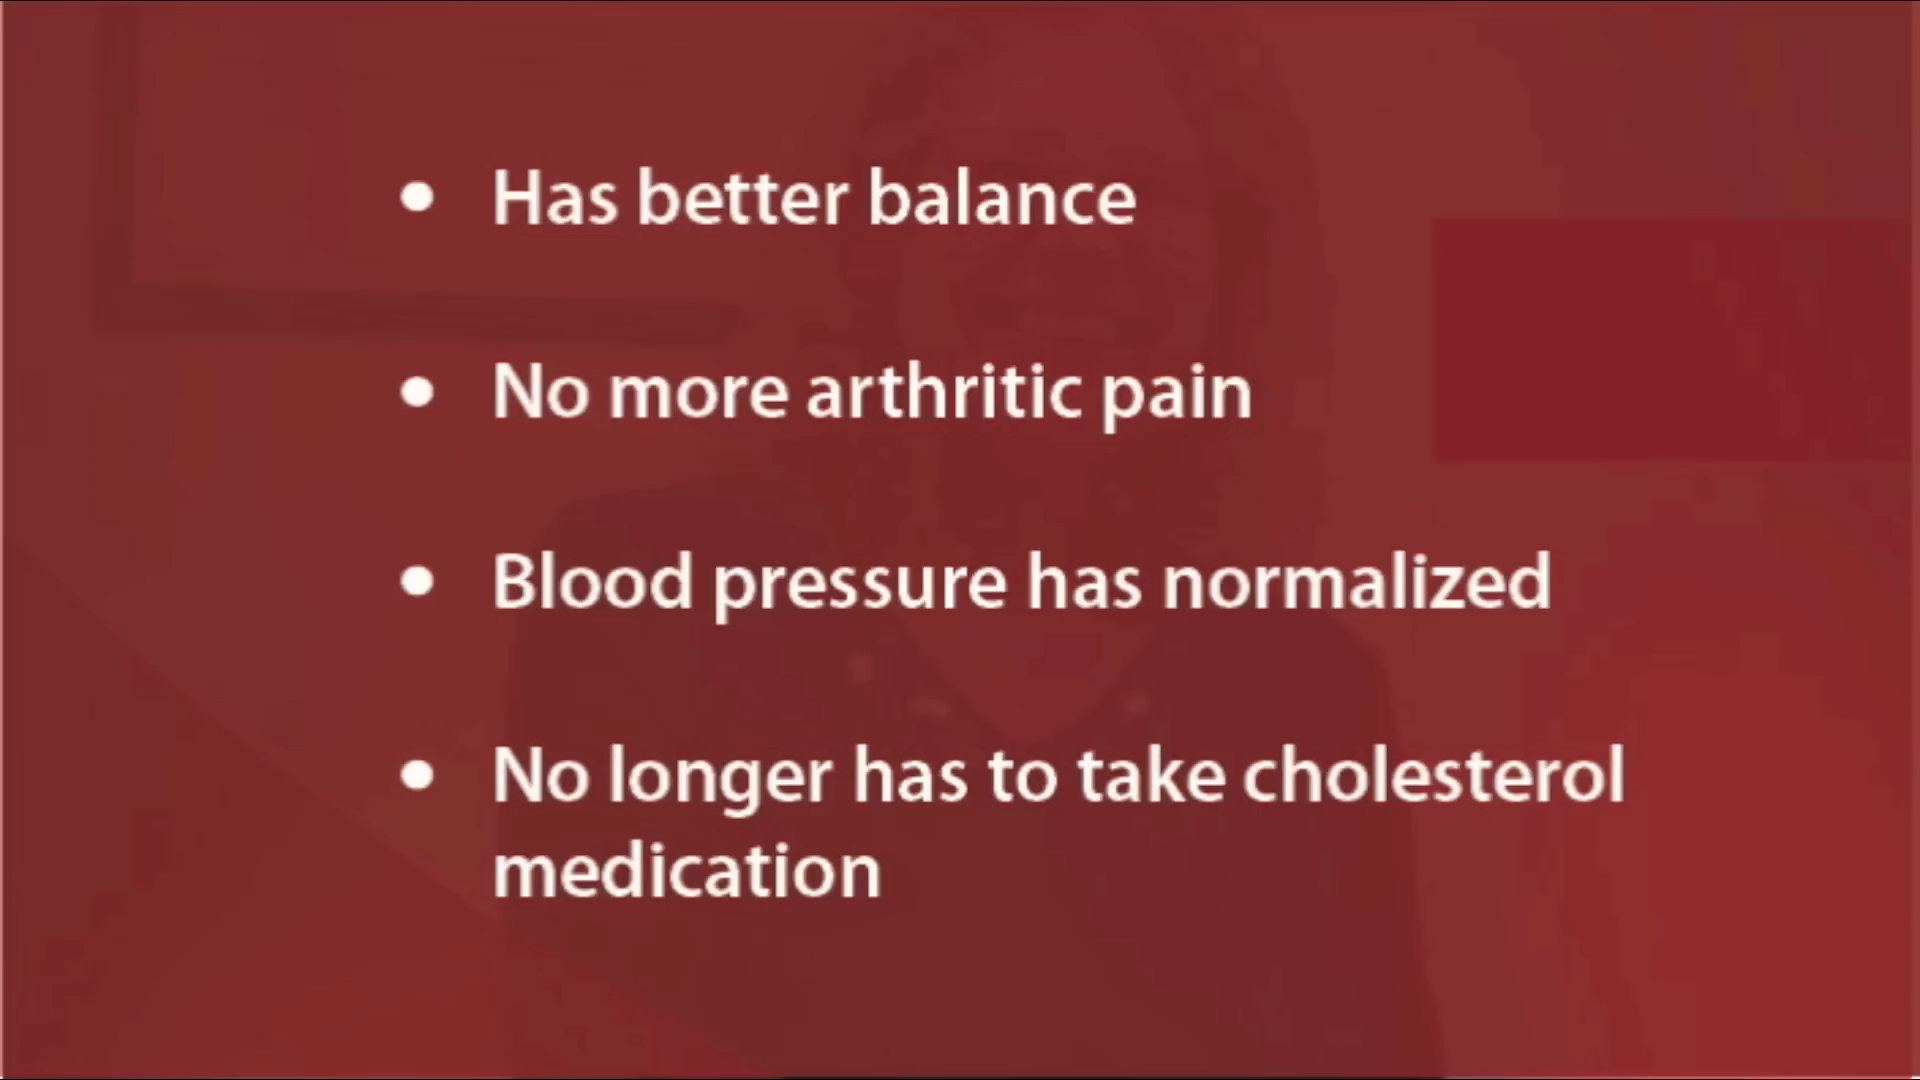 • Has better balance
• No more arthritic pain
• Blood pressure has normalized
• No longer has to take cholesterol
medication